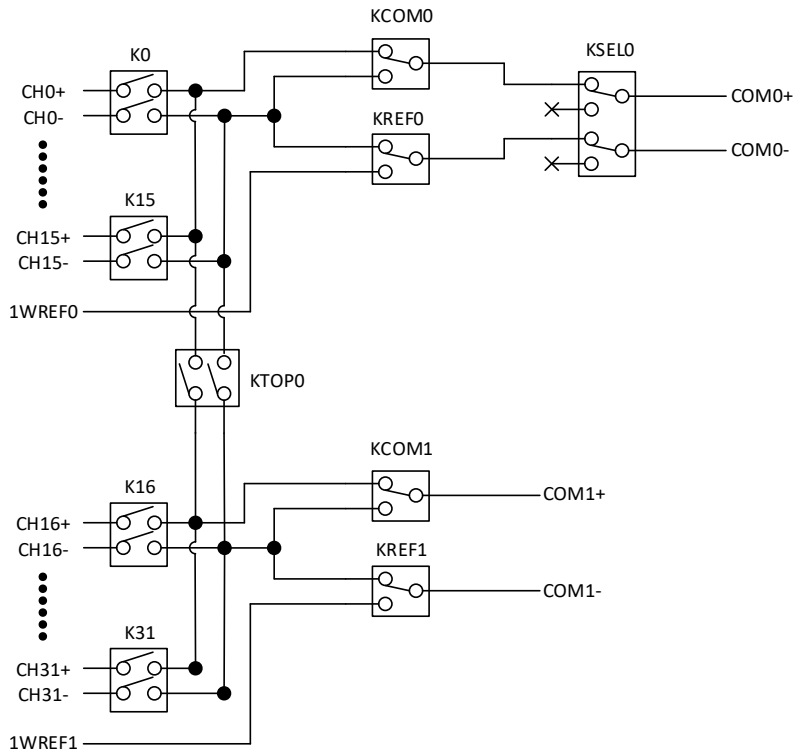 KCOM0
K0
KSEL0
CH0+
COM0+
CH0-
KREF0
COM0-
K15
CH15+
CH15-
1WREF0
KTOP0
KCOM1
K16
COM1+
CH16+
CH16-
KREF1
COM1-
K31
CH31+
CH31-
1WREF1